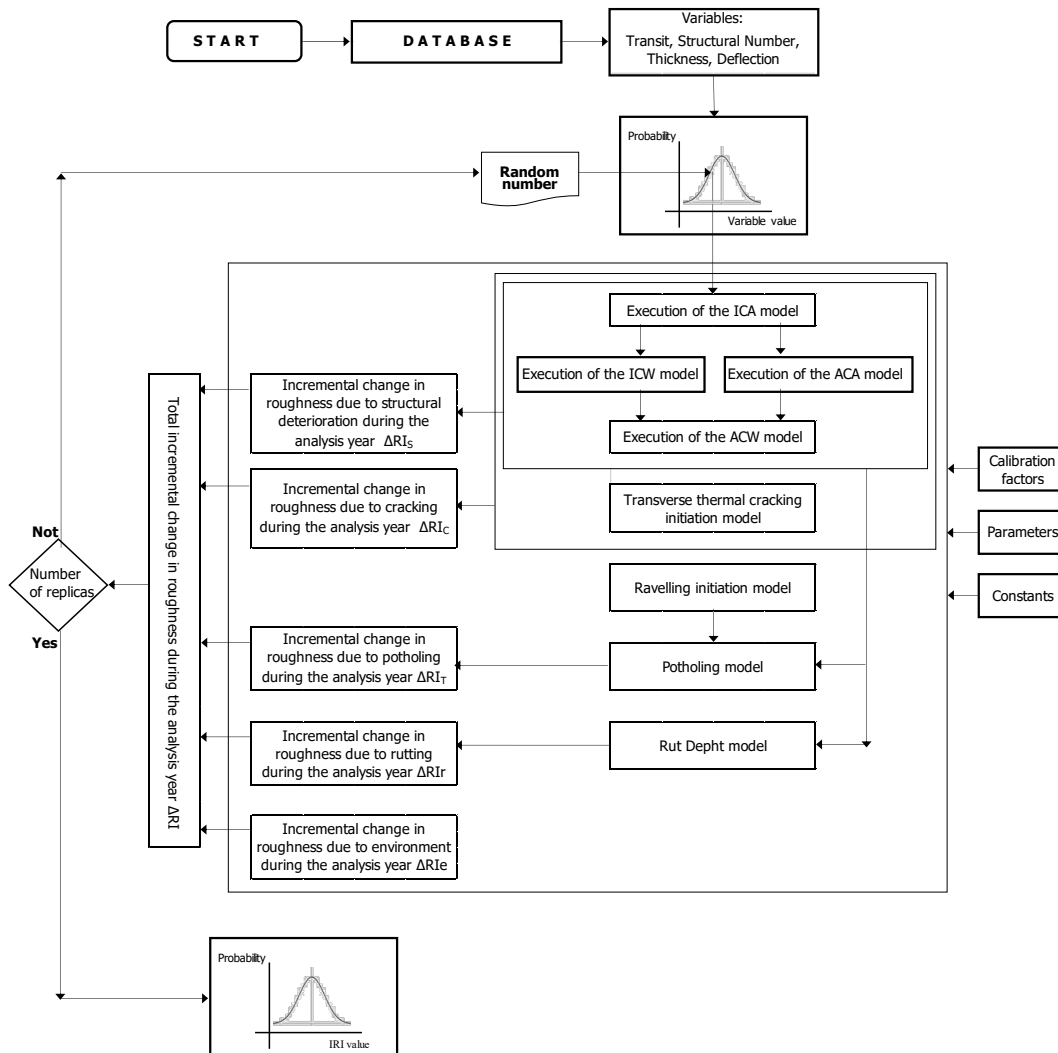 START
DATABASE
Variables:
Transit, Structural Number,
Thickness, Deflection
Probability
Variable value
Random
number
Execution of the ICA model
Execution of the ICW model
Execution of the ACA model
Execution of the ACW model
Transverse thermal cracking
initiation model
Ravelling initiation model
Potholing model
Rut Depht model
Calibration
factors
Parameters
Constants
Incremental change in
roughness due to structural
deterioration during the
analysis year ΔRIS
Incremental change in
roughness due to cracking
during the analysis year ΔRIC
Incremental change in
roughness due to potholing
during the analysis year ΔRIT
Incremental change in
roughness due to rutting
during the analysis year ΔRIr
Incremental change in
roughness due to environment
during the analysis year ΔRIe
Total incremental change in roughness during the analysis year ΔRI
Not
Number
of replicas
Yes
Probability
IRI value